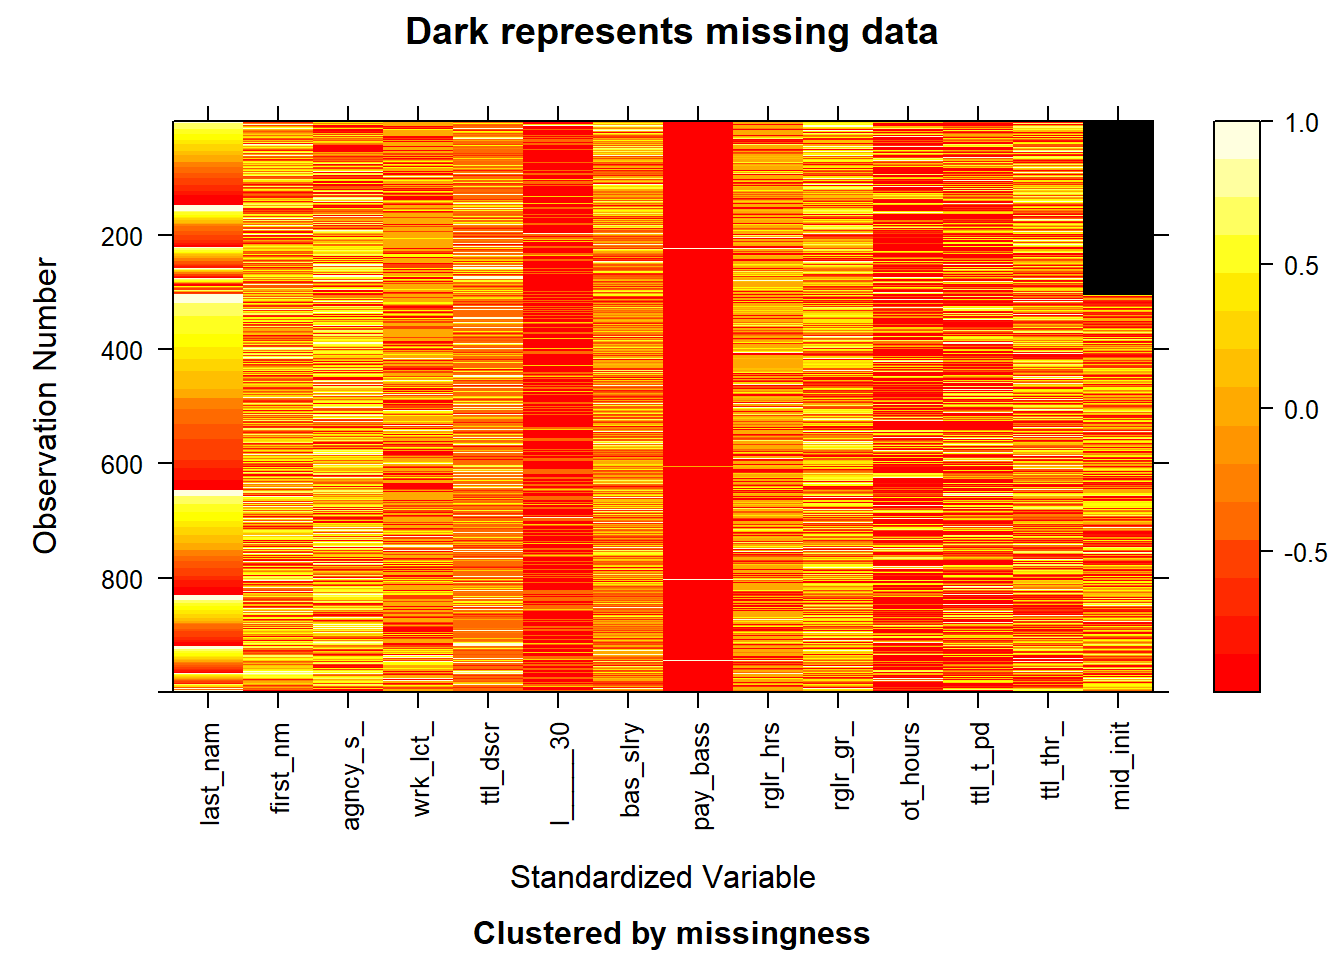 Dark represents missing data
Observation Number
200
400
600
800
1.0
0.5
0.0
-0.5
last_nam
first_nm
agncy_s_
wrk_lct_
ttl_dscr
bas_slry
pay_bass
rglr_hrs
rglr_gr_
ot_hours
ttl_t_pd
ttl_thr_
mid_init
Standardized Variable
Clustered by missingness